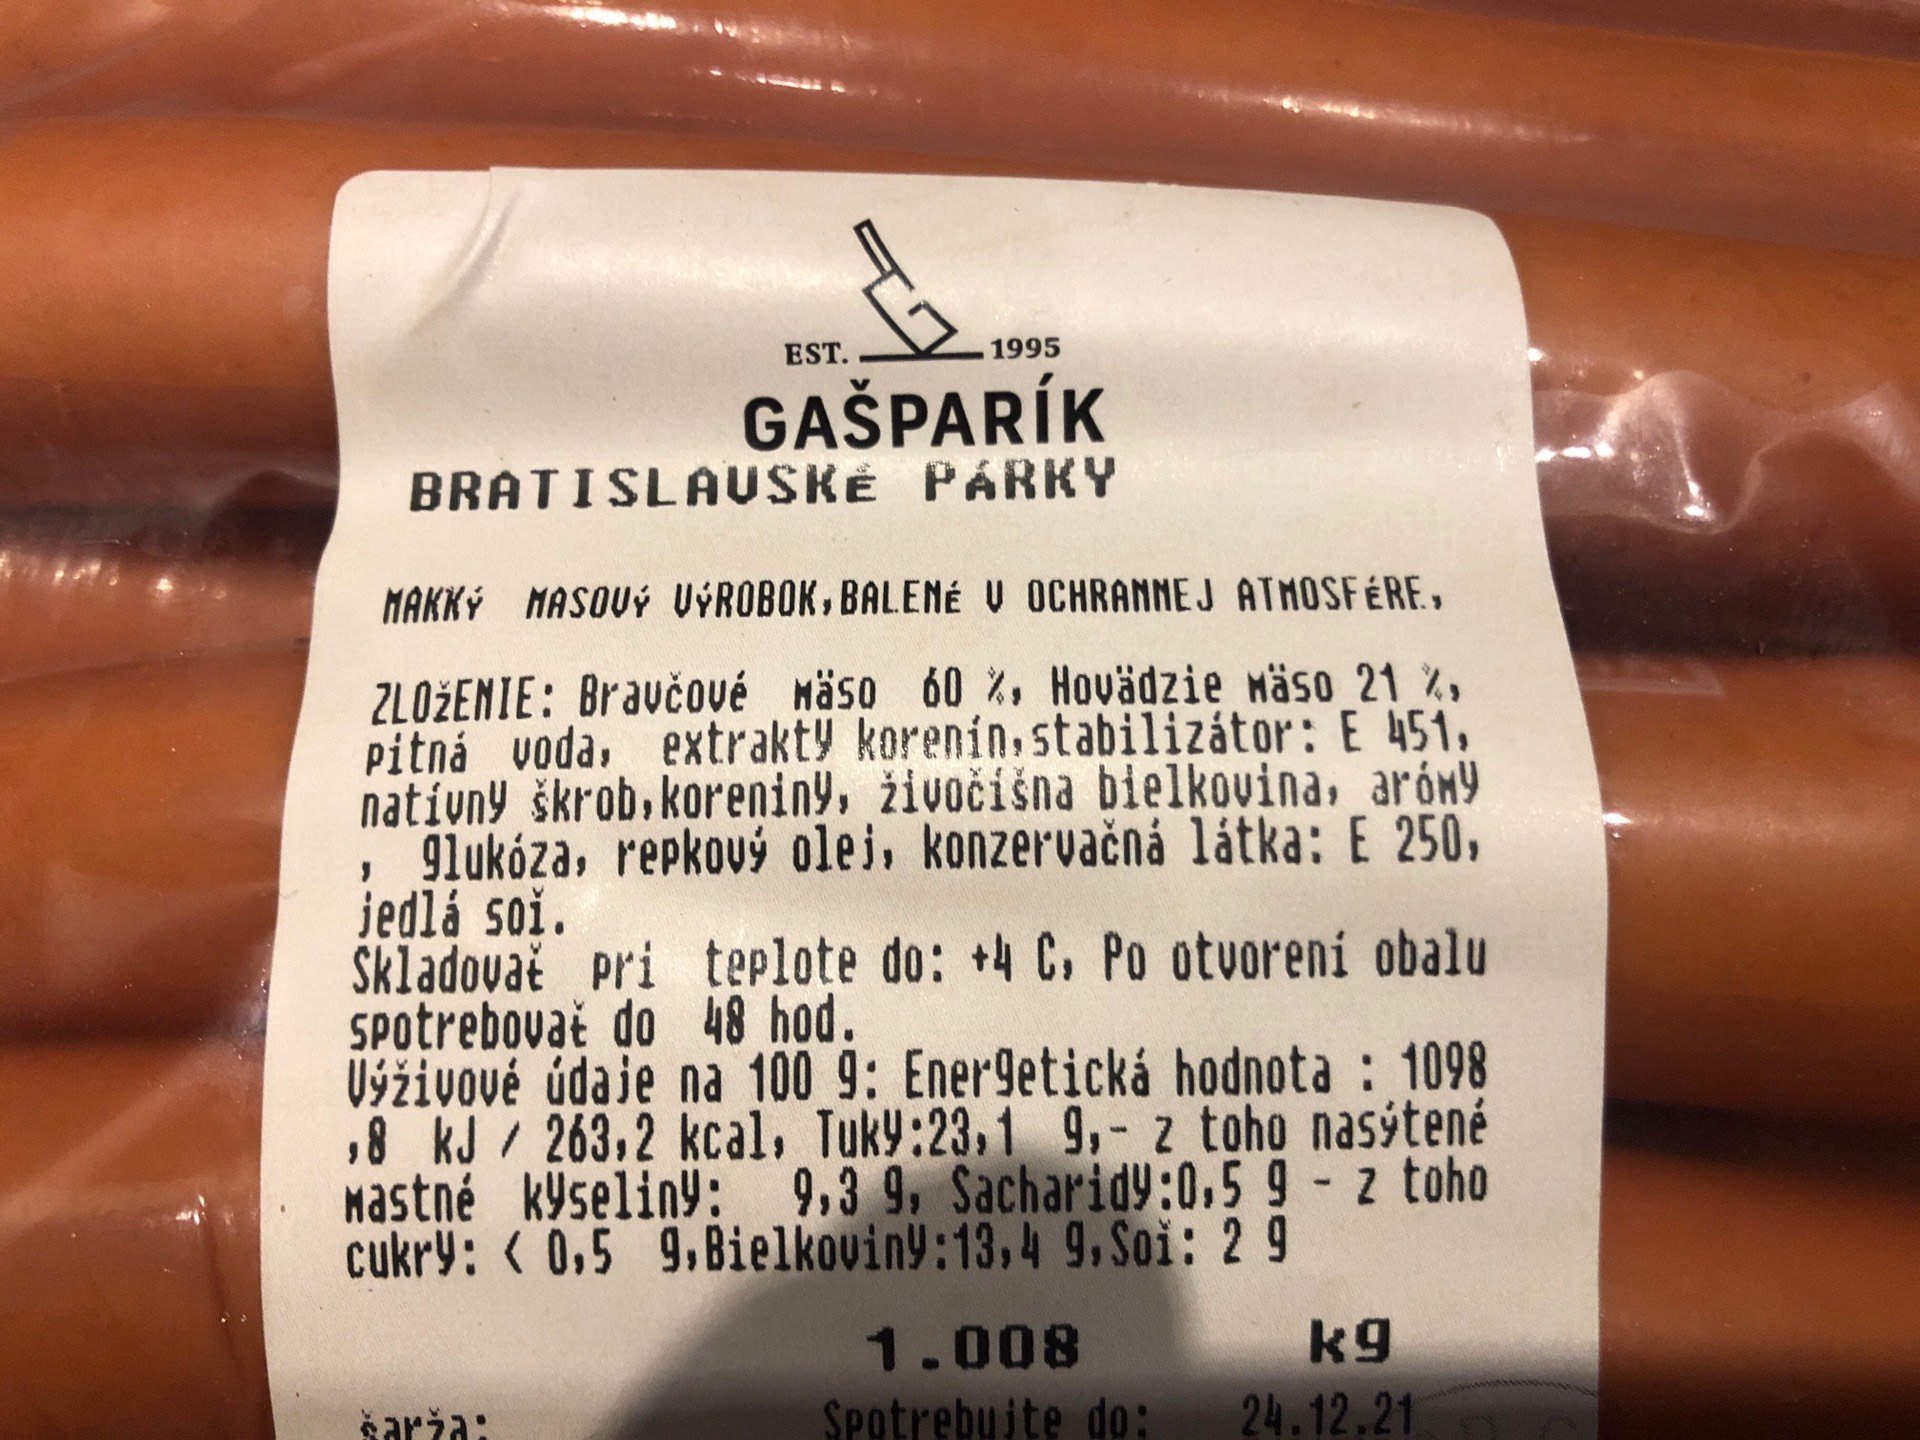 EST. 1995
GAŠPARÍK
BRATISLAVSKÉ PÁRKY
MAKKÝ MASOVÝ VÝROBOK,BALENÉ V OCHRANNEJ ATMOSFÉRE,
ZLOŽENIE: Bravčové mäso 60 %, Hovädzie mäso 21 %,
pitná voda, extrakty korenín,stabilizátor: E 451,
natívny škrob,koreniny, živočíšna bielkovina, arómy
, glukóza, repkový olej, konzervačná látka: E 250,
jedlá soľ.
Skladovať pri teplote do: +4 C, Po otvorení obalu
spotrebovať do 48 hod.
Výživové údaje na 100 g: Energetická hodnota : 1098
,8 kJ / 263,2 kcal, Tuky:23,1 g,- z toho nasýtené
mastné kyseliny: 9,3 g, Sacharidy:0,5 g - z toho
cukry: < 0,5 g,Bielkoviny:13,4 g,Soľ: 2 g
1.008 kg
šarža: Spotrebujte do: 24.12.21